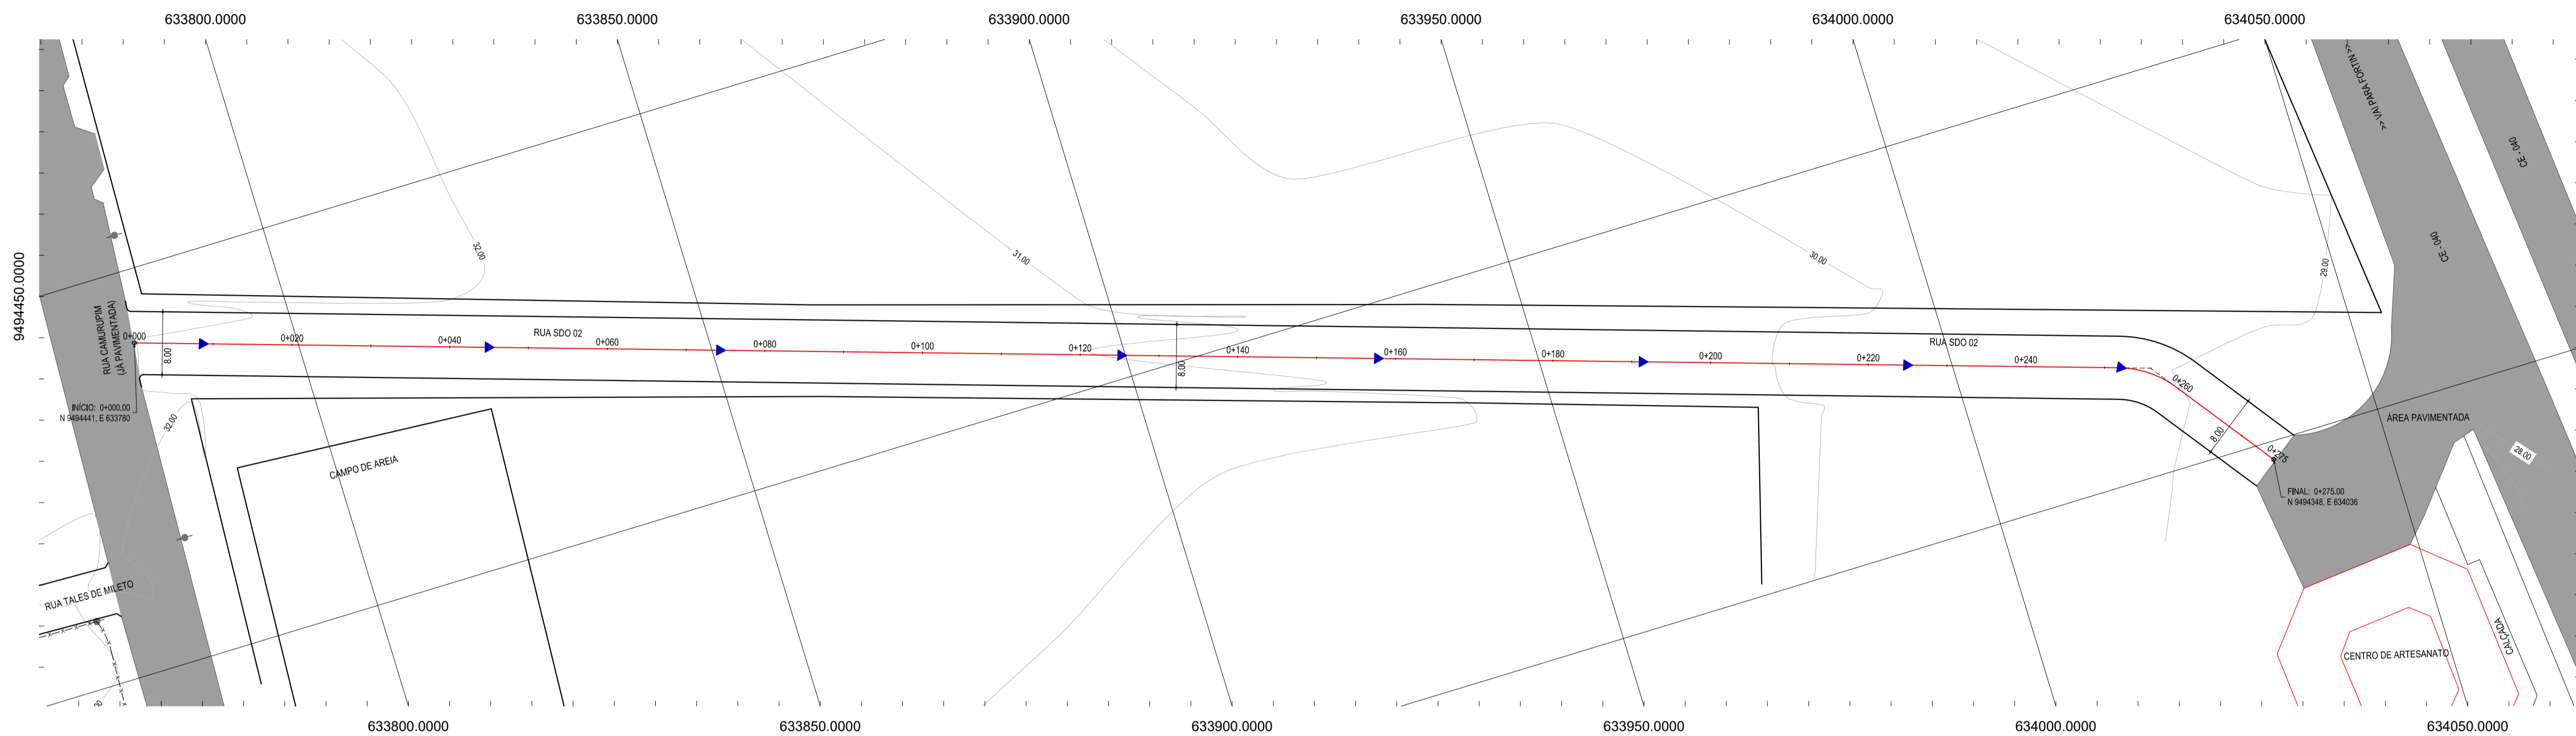 633800.0000
633850.0000
633900.0000
633950.0000
634000.0000
634050.0000
9494450.0000
<< VAI PARA FORTIN >>
CE - 040
CE - 040
32.00
31.00
30.00
29.00
RUA CAMURUPIM
(JÁ PAVIMENTADA)
0+000
0+020
0+040
RUA SDO 02
0+060
0+080
0+100
0+120
0+140
0+160
0+180
0+200
0+220
RUA SDO 02
0+240
0+260
0+275
8.00
8.00
8.00
INÍCIO: 0+000.00
N 9494441, E 633780
32.00
CAMPO DE AREIA
ÁREA PAVIMENTADA
28.00
FINAL: 0+275.00
N 9494348, E 634036
RUA TALES DE MILETO
CENTRO DE ARTESANATO
CALÇADA
633800.0000
633850.0000
633900.0000
633950.0000
634000.0000
634050.0000